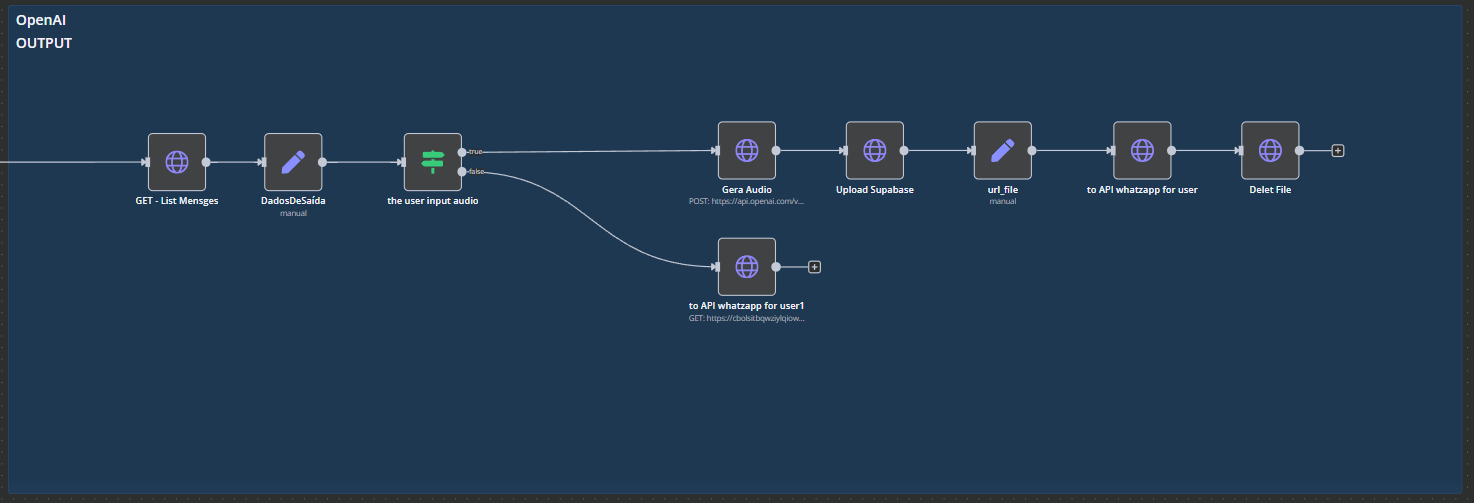 OpenAI
OUTPUT
true
false
GET - List Mensges
DadosDeSaída
manual
the user input audio
Gera Audio
POST: https://api.openai.com/v...
Upload Supabase
url_file
manual
to API whatzapp for user
Delet File
to API whatzapp for user1
GET: https://cbolsitbqwziylqiow...